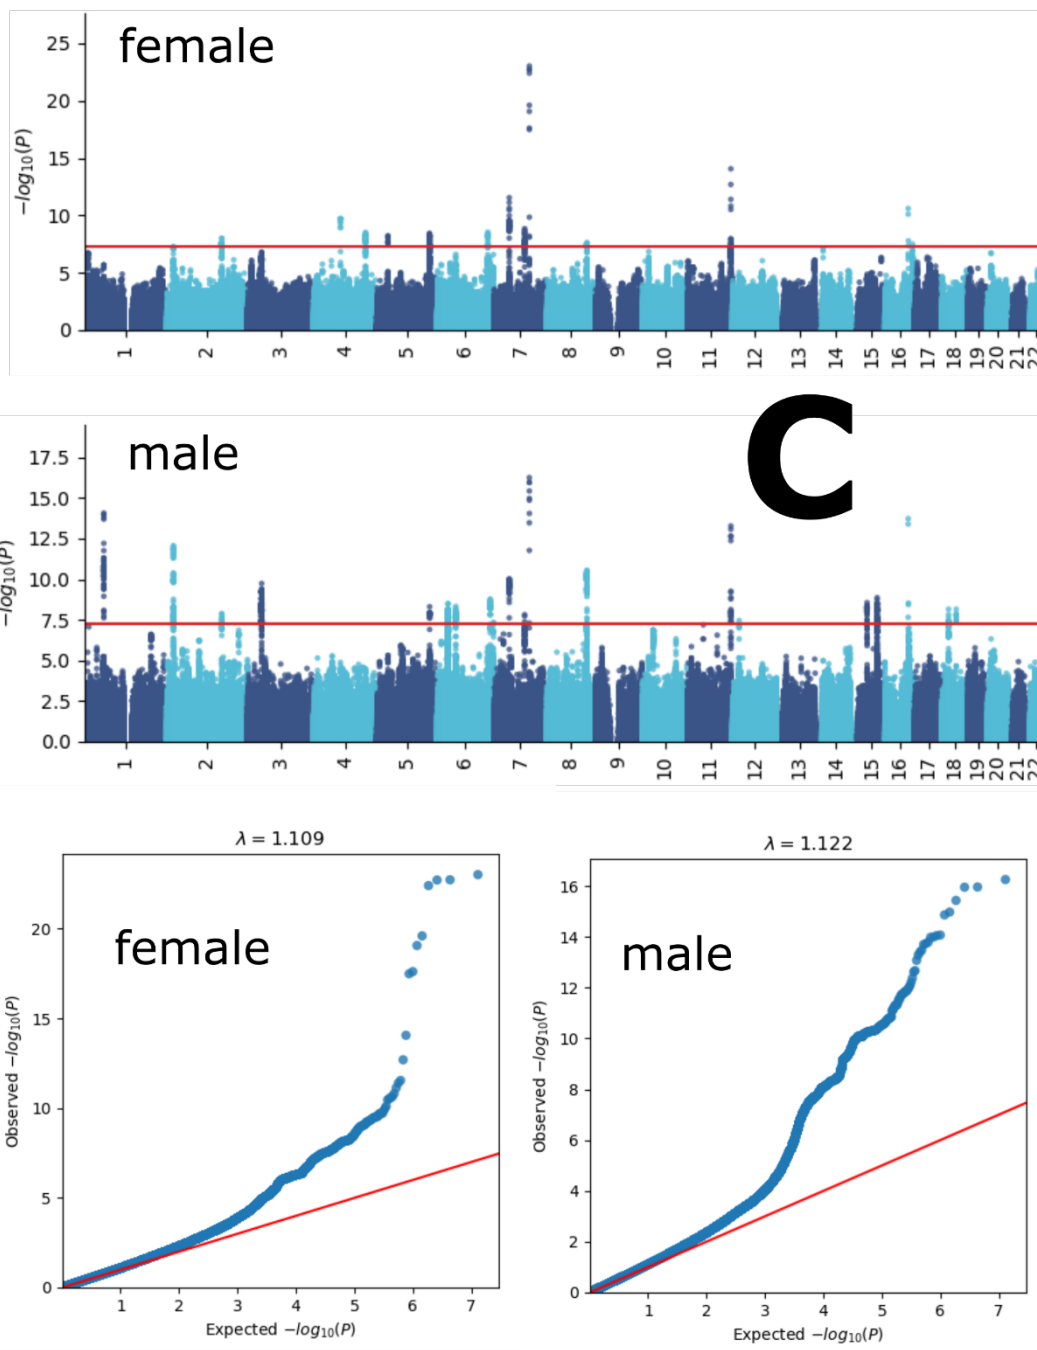 female
25
20
15
10
5
0
−log10(P)
1 2 3 4 5 6 7 8 9 10 11 12 13 14 15 16 17 18 19 20 21 22
C
male
17.5
15.0
12.5
10.0
7.5
5.0
2.5
0.0
−log10(P)
1 2 3 4 5 6 7 8 9 10 11 12 13 14 15 16 17 18 19 20 21 22
λ = 1.109
female
20
15
10
5
0
Observed −log10(P)
1 2 3 4 5 6 7
Expected −log10(P)
λ = 1.122
male
16
14
12
10
8
6
4
2
0
Observed −log10(P)
1 2 3 4 5 6 7
Expected −log10(P)